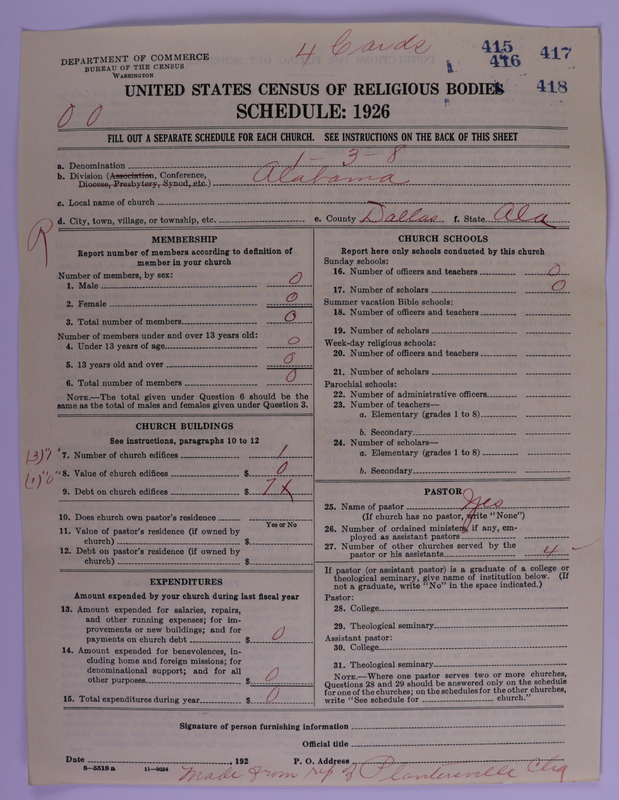 4 Cards
415
416 417
418
DEPARTMENT OF COMMERCE
BUREAU OF THE CENSUS
WASHINGTON
UNITED STATES CENSUS OF RELIGIOUS BODIES
SCHEDULE: 1926
0 0
FILL OUT A SEPARATE SCHEDULE FOR EACH CHURCH. SEE INSTRUCTIONS ON THE BACK OF THIS SHEET
a. Denomination 1-3-8
b. Division (Association, Conference, Diocese, Presbytery, Synod, etc.) Alabama
c. Local name of church
d. City, town, village, or township, etc. e. County Dallas f. State Ala
R
MEMBERSHIP
Report number of members according to definition of
member in your church
Number of members, by sex:
1. Male 0
2. Female 0
3. Total number of members 0
Number of members under and over 13 years old:
4. Under 13 years of age 0
5. 13 years old and over 0
6. Total number of members 0
NOTE.—The total given under Question 6 should be
same as the total of males and females given under Question 3.
CHURCH BUILDINGS
See instructions, paragraphs 10 to 12
(3)"1" 7. Number of church edifices 1
(1)"0" 8. Value of church edifices $ 0
9. Debt on church edifices $ 7X
10. Does church own pastor's residence
Yes or No
11. Value of pastor's residence (if owned by
church) $
12. Debt on pastor's residence (if owned by
church) $
EXPENDITURES
Amount expended by your church during last fiscal year
13. Amount expended for salaries, repairs,
and other running expenses; for im-
provements or new buildings; and for
payments on church debt $ 0
14. Amount expended for benevolences, in-
cluding home and foreign missions; for
denominational support; and for all
other purposes $ 0
15. Total expenditures during year $ 0
CHURCH SCHOOLS
Report here only schools conducted by this church
Sunday schools:
16. Number of officers and teachers 0
17. Number of scholars 0
Summer vacation Bible schools:
18. Number of officers and teachers
19. Number of scholars
Week-day religious schools:
20. Number of officers and teachers
21. Number of scholars
Parochial schools:
22. Number of administrative officers
23. Number of teachers—
a. Elementary (grades 1 to 8)
b. Secondary
24. Number of scholars—
a. Elementary (grades 1 to 8)
b. Secondary
PASTOR
25. Name of pastor Yes
(If church has no pastor, write "None")
26. Number of ordained ministers, if any, em-
ployed as assistant pastors
27. Number of other churches served by the
pastor or his assistants 4
If pastor (or assistant pastor) is a graduate of a college or
theological seminary, give name of institution below. (If
not a graduate, write "No" in the space indicated.)
Pastor:
28. College
29. Theological seminary
Assistant pastor:
30. College
31. Theological seminary
NOTE.—Where one pastor serves two or more churches,
Questions 28 and 29 should be answered only on the schedule
for one of the churches; on the schedules for the other churches,
write "See schedule for church."
Signature of person furnishing information
Official title
Date , 192 P. O. Address
8—5518a 11—9064
Made from rep of Plantersville Chg